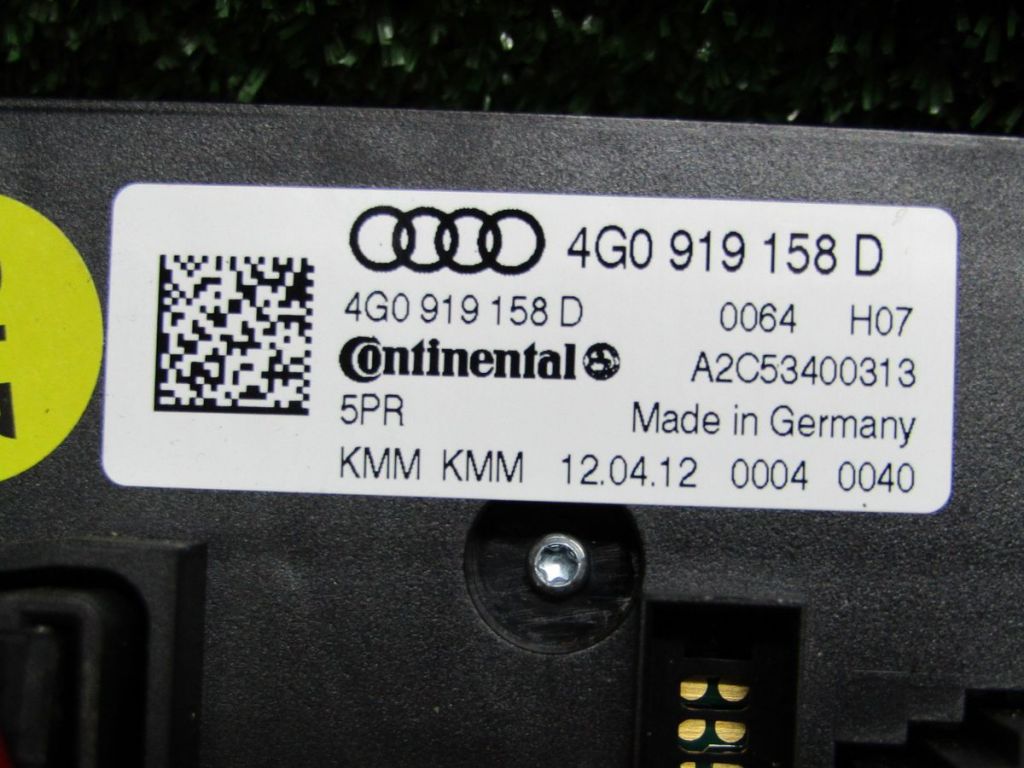 4G0 919 158 D
4G0 919 158 D 0064 H07
Continental A2C53400313
5PR Made in Germany
KMM KMM 12.04.12 0004 0040